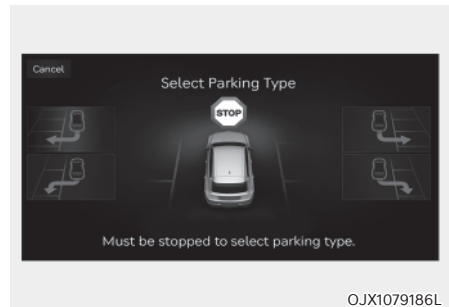 Cancel
Select Parking Type
STOP
Must be stopped to select parking type.
OJX1079186L